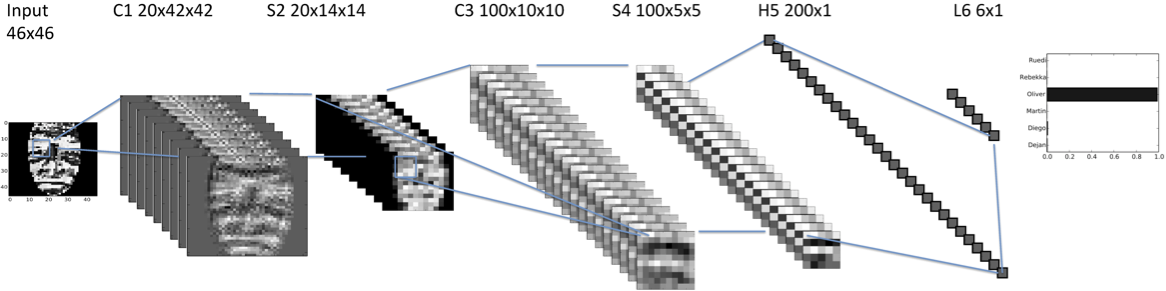 Input
46x46
C1 20x42x42
S2 20x14x14
C3 100x10x10
S4 100x5x5
H5 200x1
L6 6x1
0
10
20
30
40
0 10 20 30 40
Ruedi
Rebekka
Oliver
Martin
Diego
Dejan
0.0 0.2 0.4 0.6 0.8 1.0